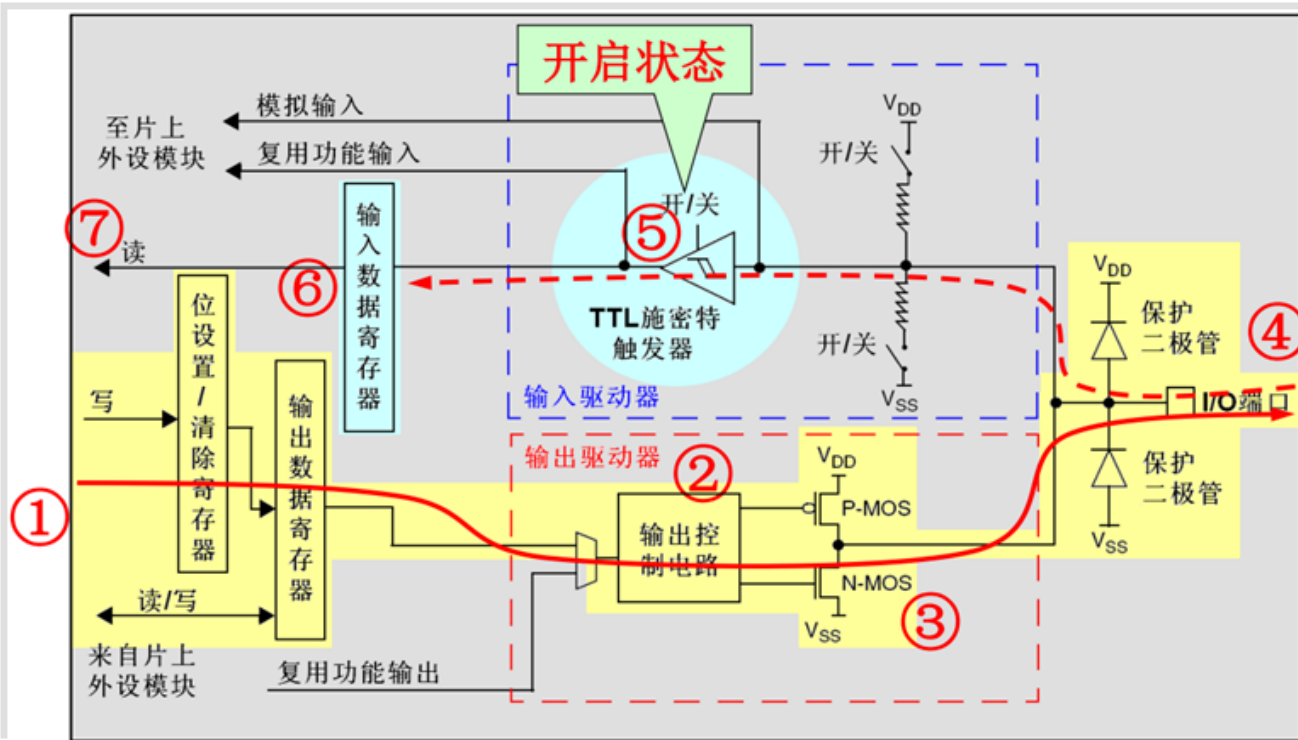 开启状态
模拟输入
至片上
外设模块
复用功能输入
VDD
开/关
开/关
⑤
⑦
读
输入数据寄存器
⑥
TTL施密特
触发器
开/关
VSS
输入驱动器
VDD
保护
二极管
④
I/O端口
保护
二极管
VSS
位设置/清除寄存器
写
输出数据寄存器
①
输出驱动器
②
VDD
P-MOS
输出控
制电路
N-MOS
③
VSS
读/写
来自片上
外设模块
复用功能输出